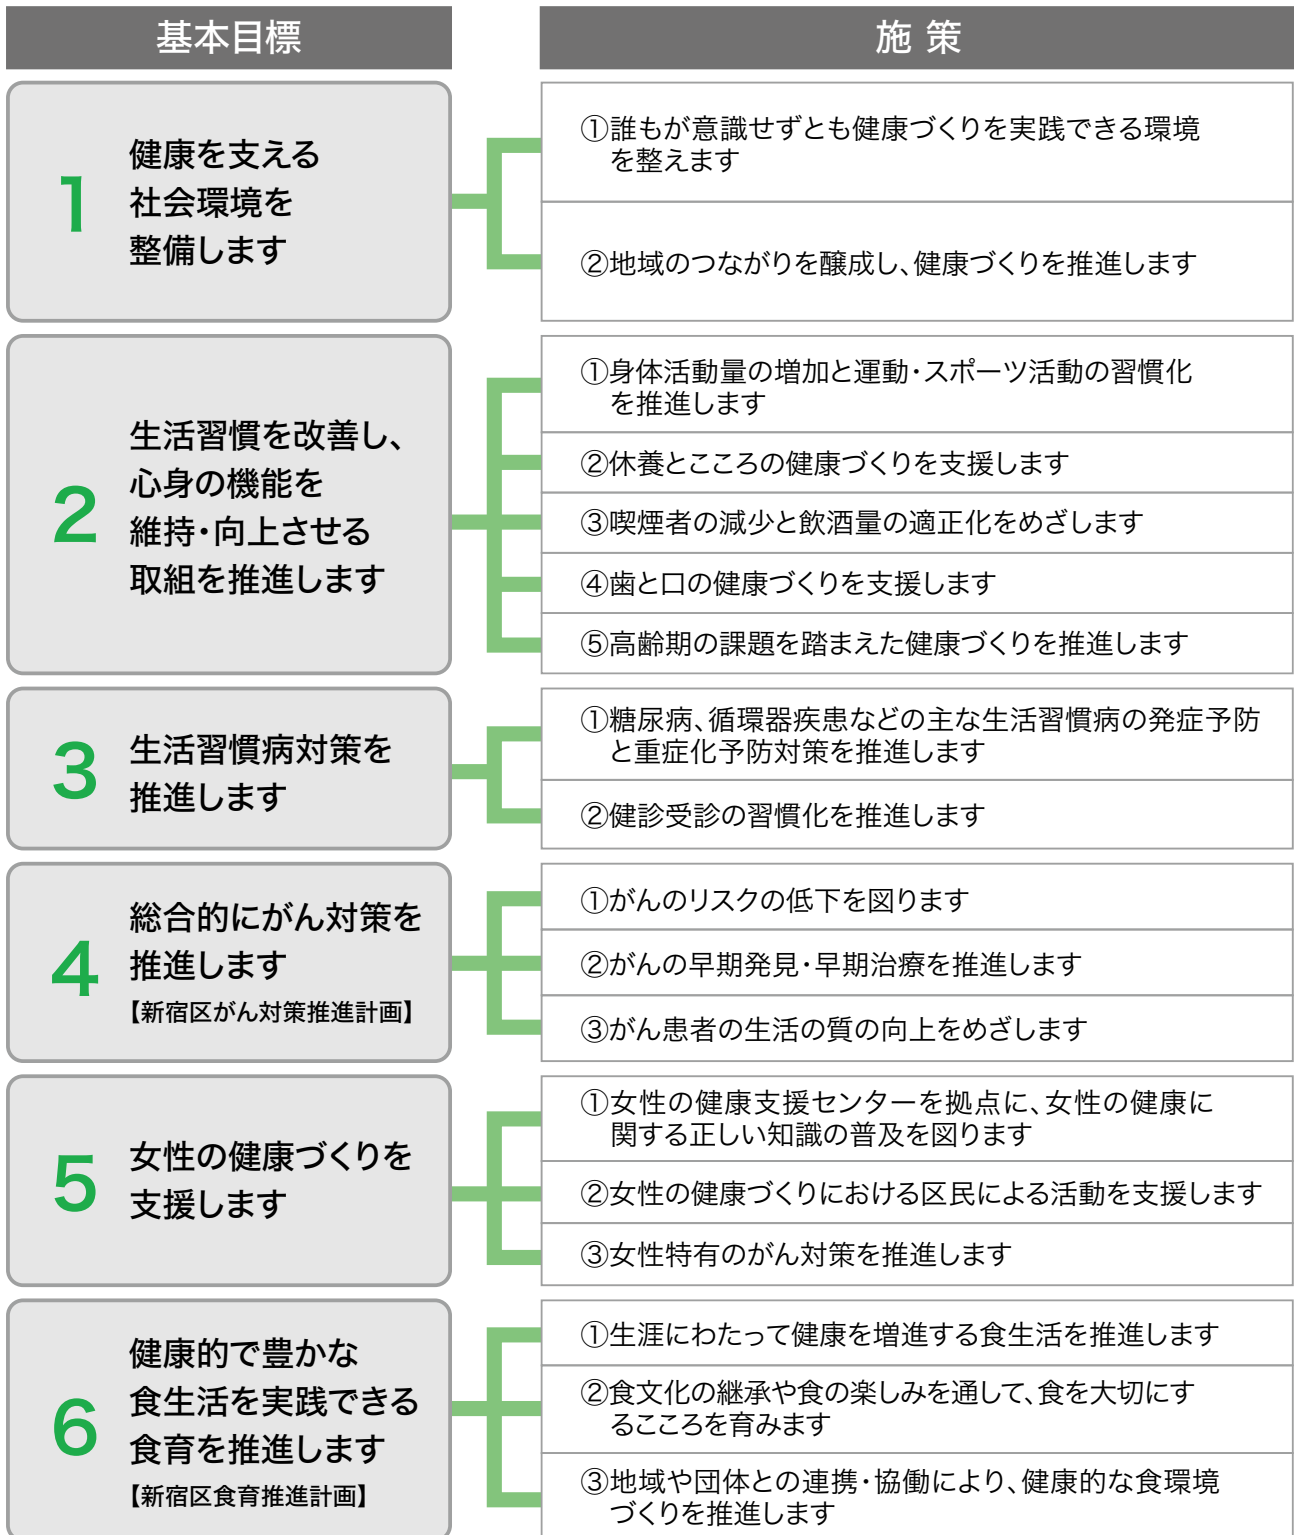 基本目標
施 策
1
健康を支える
社会環境を
整備します
①誰もが意識せずとも健康づくりを実践できる環境
を整えます
②地域のつながりを醸成し、健康づくりを推進します
2
生活習慣を改善し、
心身の機能を
維持・向上させる
取組を推進します
①身体活動量の増加と運動・スポーツ活動の習慣化
を推進します
②休養とこころの健康づくりを支援します
③喫煙者の減少と飲酒量の適正化をめざします
④歯と口の健康づくりを支援します
⑤高齢期の課題を踏まえた健康づくりを推進します
3
生活習慣病対策を
推進します
①糖尿病、循環器疾患などの主な生活習慣病の発症予防
と重症化予防対策を推進します
②健診受診の習慣化を推進します
4
総合的にがん対策を
推進します
【新宿区がん対策推進計画】
①がんのリスクの低下を図ります
②がんの早期発見・早期治療を推進します
③がん患者の生活の質の向上をめざします
5
女性の健康づくりを
支援します
①女性の健康支援センターを拠点に、女性の健康に
関する正しい知識の普及を図ります
②女性の健康づくりにおける区民による活動を支援します
③女性特有のがん対策を推進します
6
健康的で豊かな
食生活を実践できる
食育を推進します
【新宿区食育推進計画】
①生涯にわたって健康を増進する食生活を推進します
②食文化の継承や食の楽しみを通して、食を大切にす
るこころを育みます
③地域や団体との連携・協働により、健康的な食環境
づくりを推進します